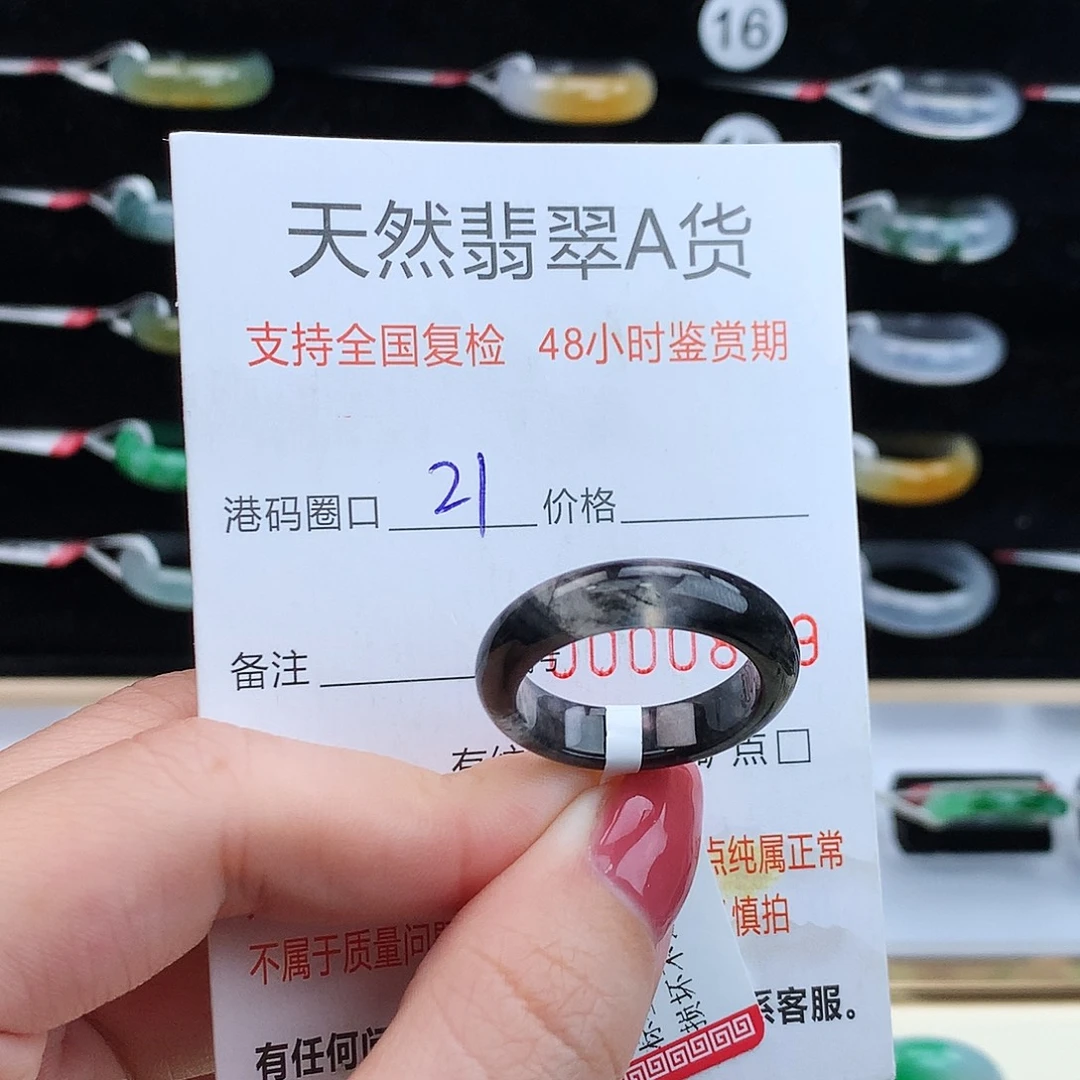 16
天然翡翠A货
支持全国复检 48小时鉴赏期
港码圈口 21 价格
备注
点□
点纯属正常
慎拍
不属于质量问
系客服。
有任何